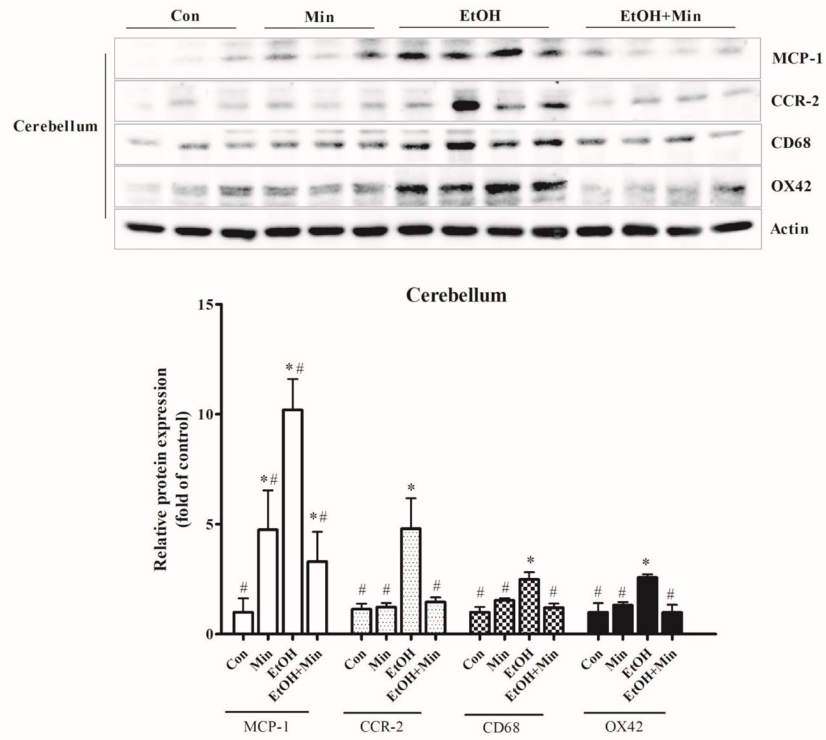 Con Min EtOH EtOH+Min
MCP-1
CCR-2
Cerebellum
CD68
OX42
Actin
Cerebellum
15
10
5
0
Relative protein expression
(fold of control)
# *# *# *#
# # * #
# # * #
# # * #
Con Min EtOH EtOH+Min Con Min EtOH EtOH+Min Con Min EtOH EtOH+Min Con Min EtOH EtOH+Min
MCP-1 CCR-2 CD68 OX42